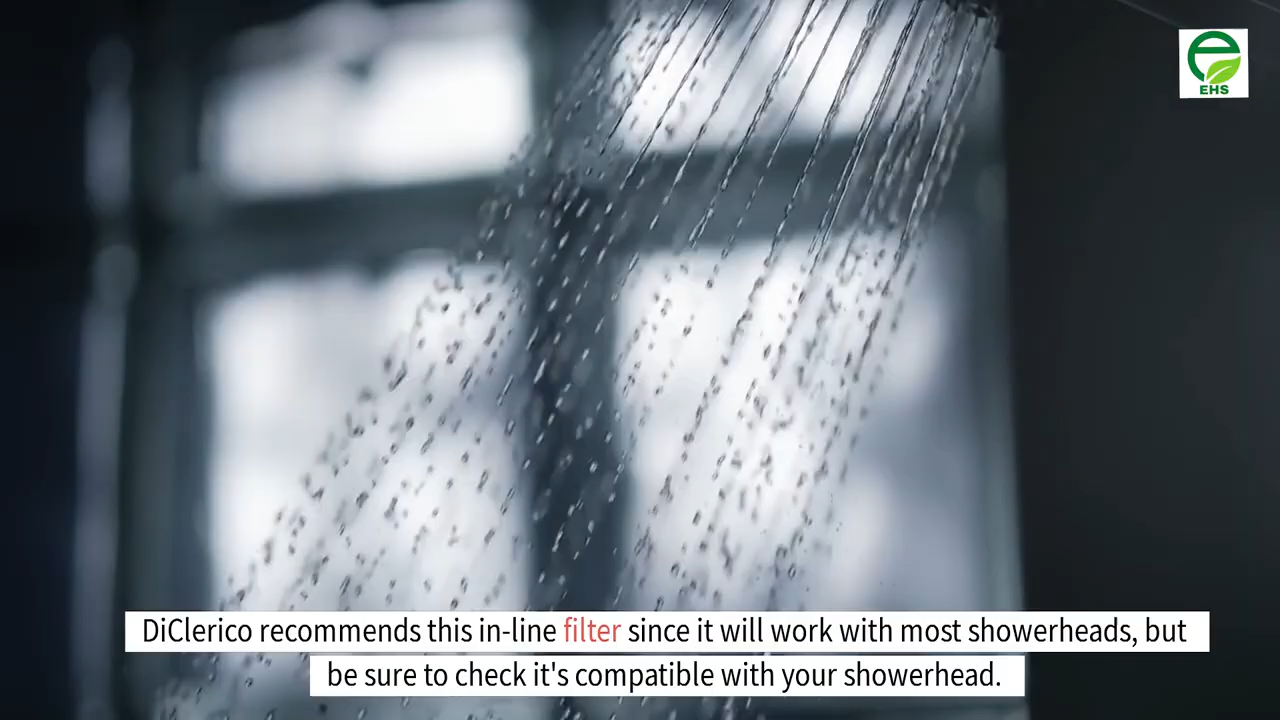 EHS
DiClerico recommends this in-line filter since it will work with most showerheads, but
be sure to check it's compatible with your showerhead.